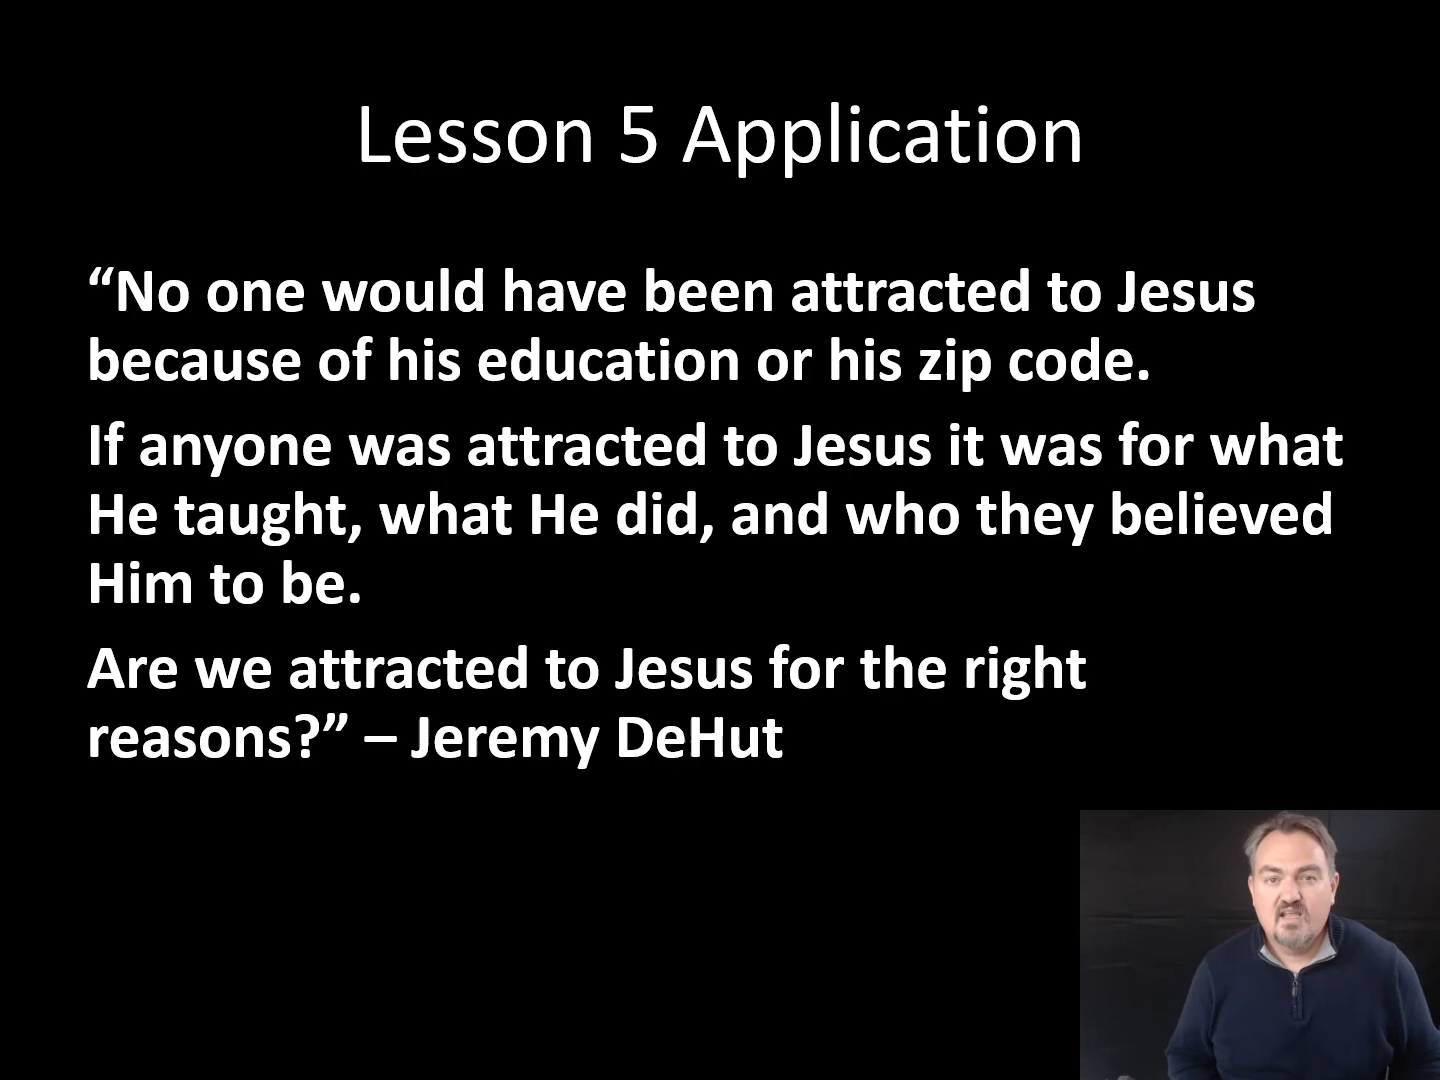 Lesson 5 Application
“No one would have been attracted to Jesus
because of his education or his zip code.
If anyone was attracted to Jesus it was for what
He taught, what He did, and who they believed
Him to be.
Are we attracted to Jesus for the right
reasons?” – Jeremy DeHut